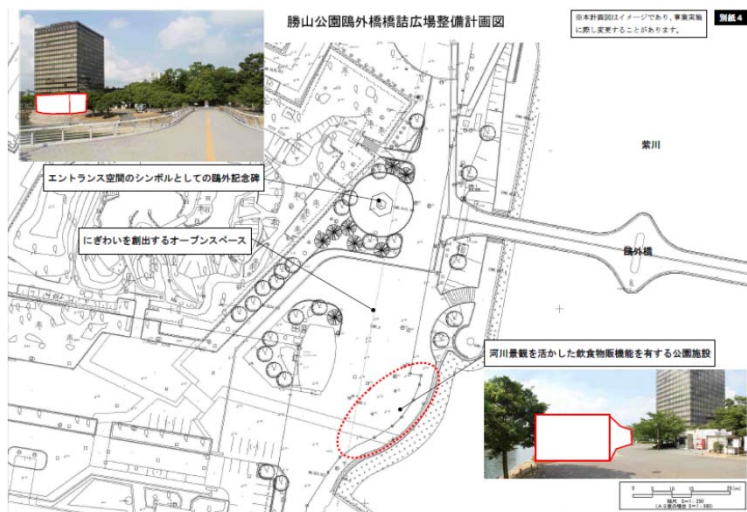 勝山公園鴎外橋橋詰広場整備計画図
※本計画図はイメージであり、事業実施
に際し変更することがあります。
別紙4
紫川
エントランス空間のシンボルとしての鴎外記念碑
にぎわいを創出するオープンスペース
鴎外橋
河川景観を活かした飲食物販機能を有する公園施設